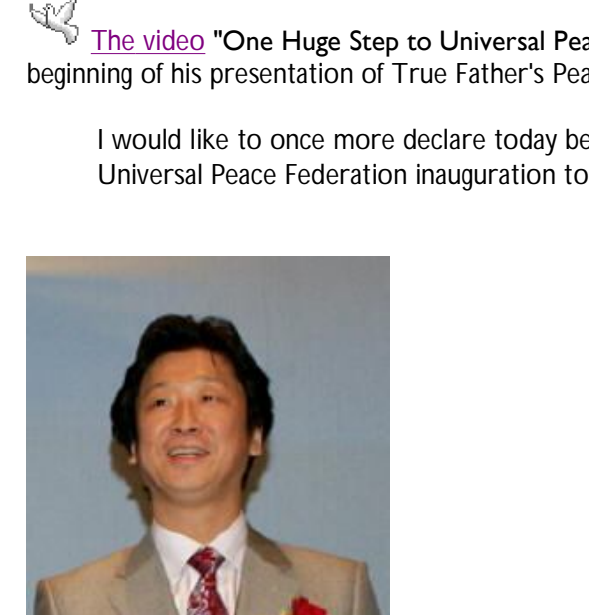 The video "One Huge Step to Universal Pea
beginning of his presentation of True Father's Pea
I would like to once more declare today be
Universal Peace Federation inauguration to